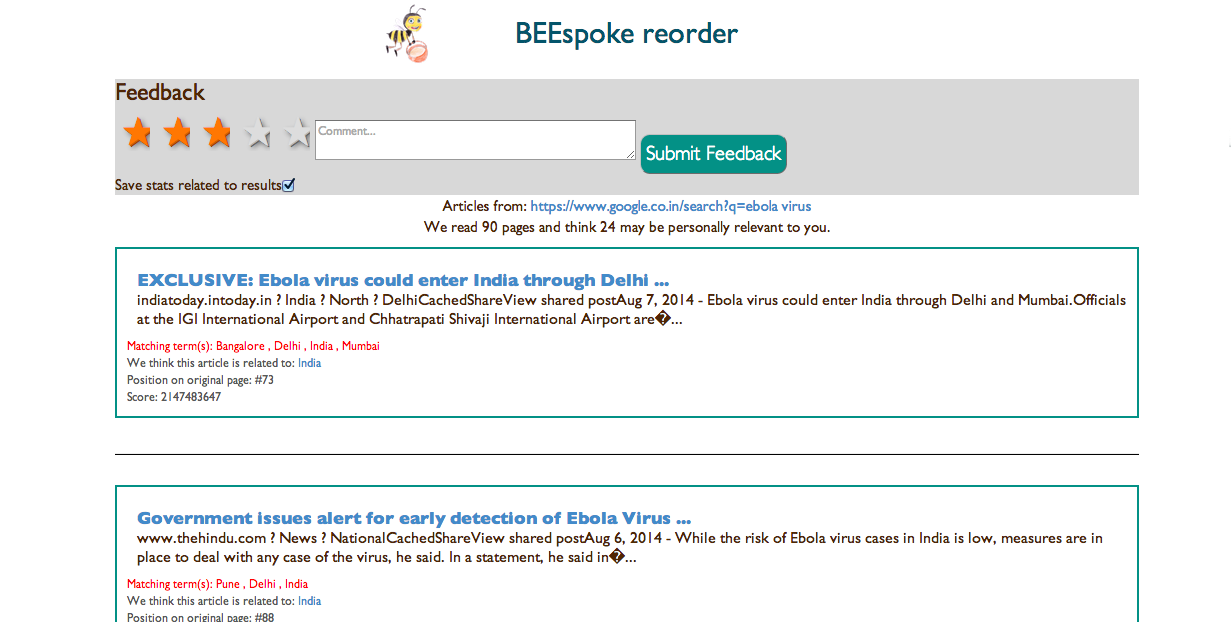 BEEspoke reorder
Feedback
Comment...
Submit Feedback
Save stats related to results
Articles from: https://www.google.co.in/search?q=ebola virus
We read 90 pages and think 24 may be personally relevant to you.
EXCLUSIVE: Ebola virus could enter India through Delhi ...
indiatoday.intoday.in ? India ? North ? DelhiCachedShareView shared postAug 7, 2014 - Ebola virus could enter India through Delhi and Mumbai.Officials
at the IGI International Airport and Chhatrapati Shivaji International Airport are�...
Matching term(s): Bangalore , Delhi , India , Mumbai
We think this article is related to: India
Position on original page: #73
Score: 2147483647
Government issues alert for early detection of Ebola Virus ...
www.thehindu.com ? News ? NationalCachedShareView shared postAug 6, 2014 - While the risk of Ebola virus cases in India is low, measures are in
place to deal with any case of the virus, he said. In a statement, he said in�...
Matching term(s): Pune , Delhi , India
We think this article is related to: India
Position on original page: #88